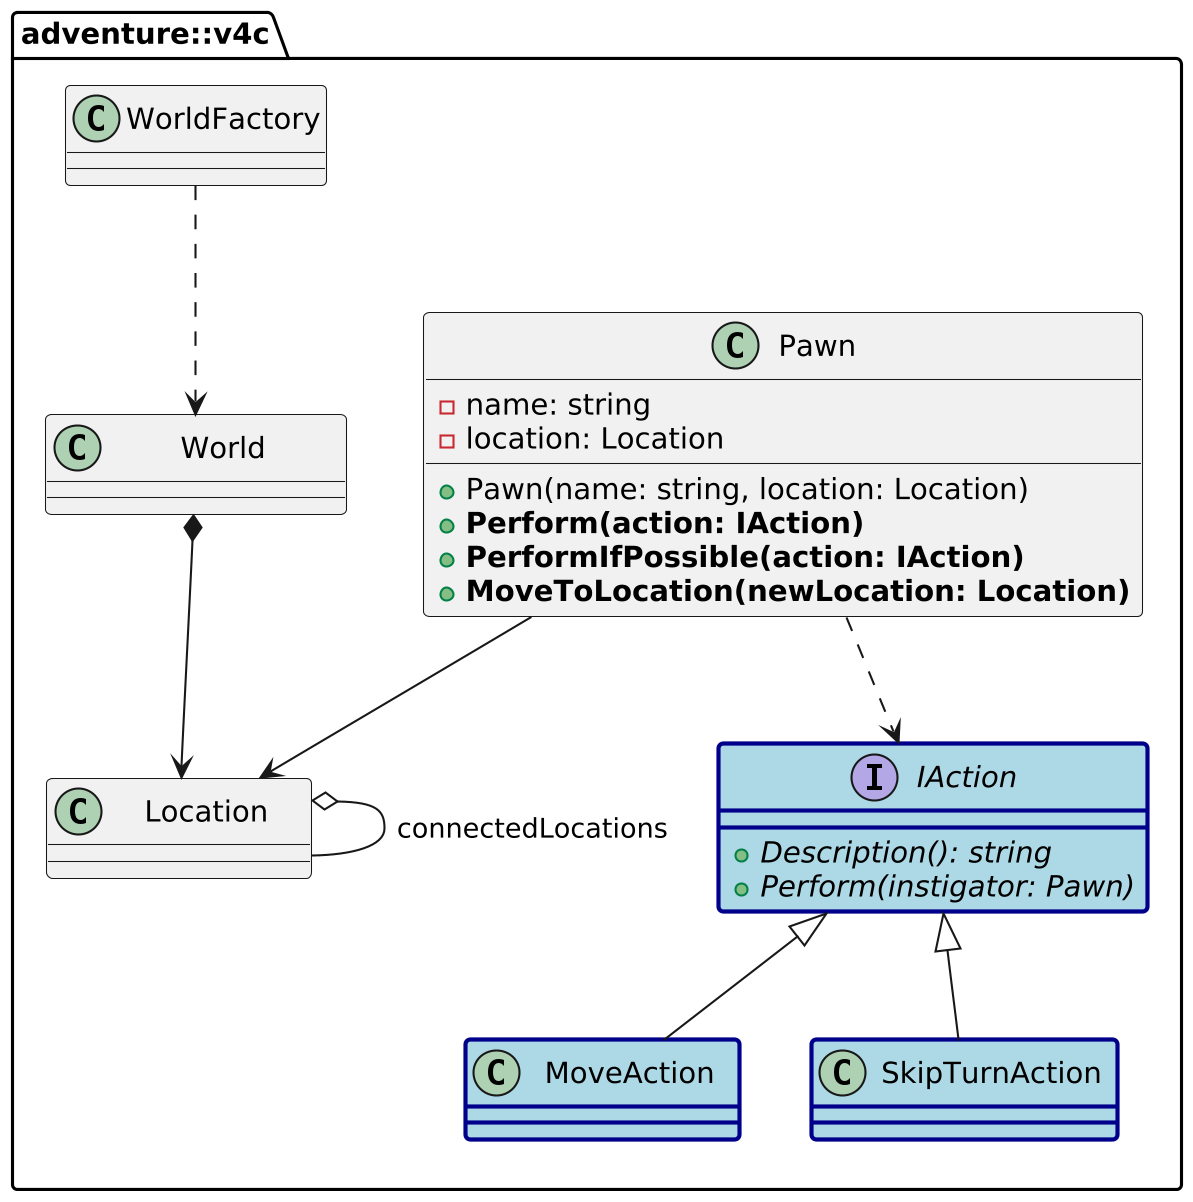 adventure::v4c
C WorldFactory
C Pawn
name: string
location: Location
Pawn(name: string, location: Location)
Perform(action: IAction)
PerformIfPossible(action: IAction)
MoveToLocation(newLocation: Location)
C World
C Location
connectedLocations
I IAction
Description(): string
Perform(instigator: Pawn)
C MoveAction
C SkipTurnAction